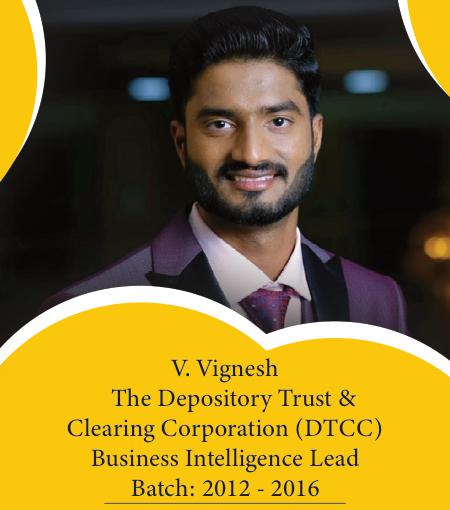 V. Vignesh
The Depository Trust &
Clearing Corporation (DTCC)
Business Intelligence Lead
Batch: 2012 - 2016